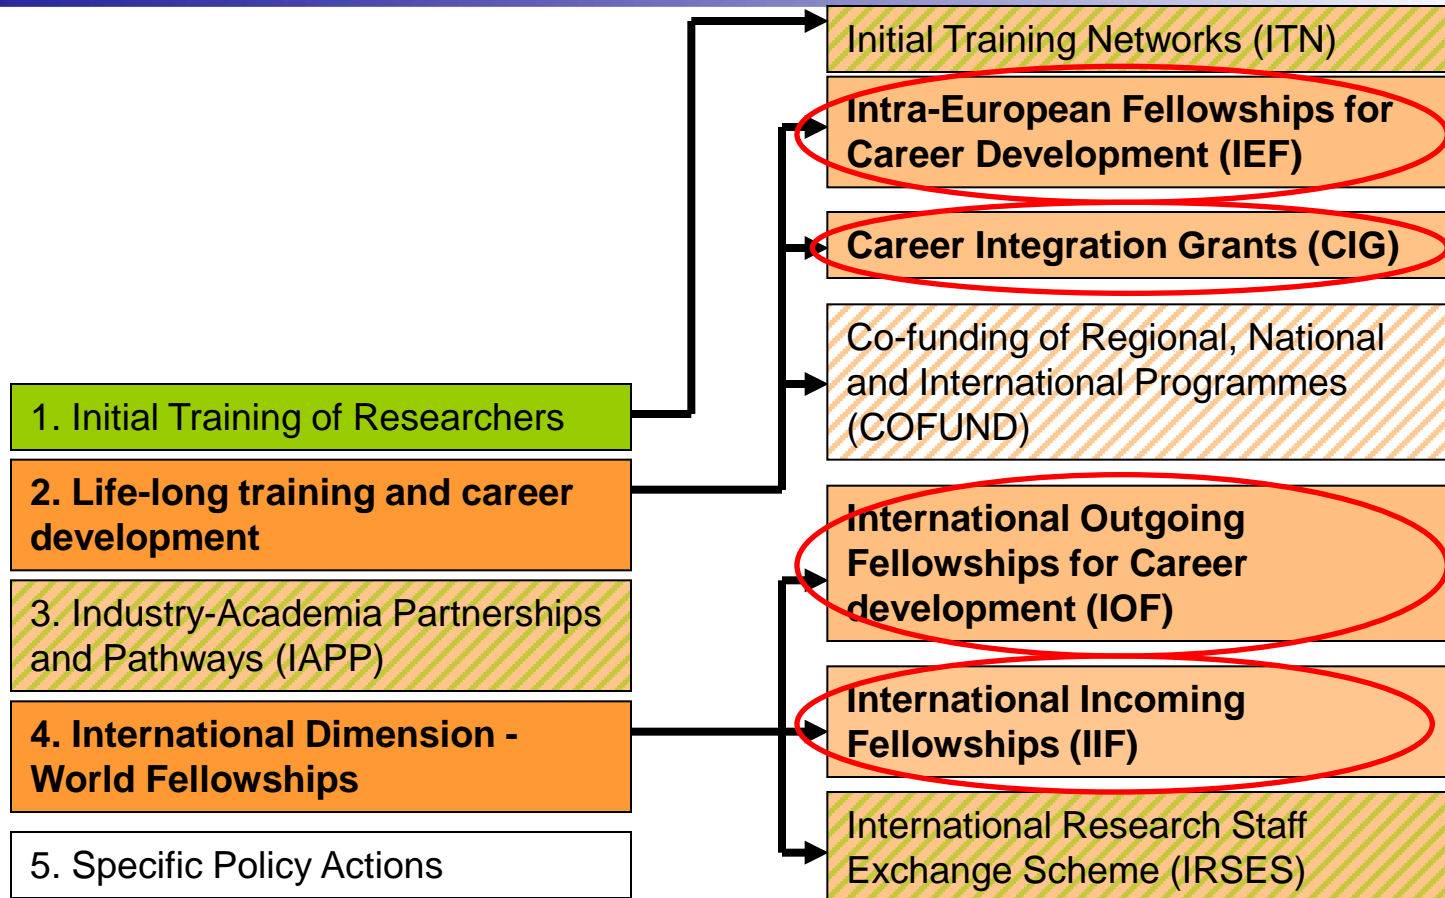 1. Initial Training of Researchers
2. Life-long training and career
development
3. Industry-Academia Partnerships
and Pathways (IAPP)
4. International Dimension -
World Fellowships
5. Specific Policy Actions
Initial Training Networks (ITN)
Intra-European Fellowships for
Career Development (IEF)
Career Integration Grants (CIG)
Co-funding of Regional, National
and International Programmes
(COFUND)
International Outgoing
Fellowships for Career
development (IOF)
International Incoming
Fellowships (IIF)
International Research Staff
Exchange Scheme (IRSES)